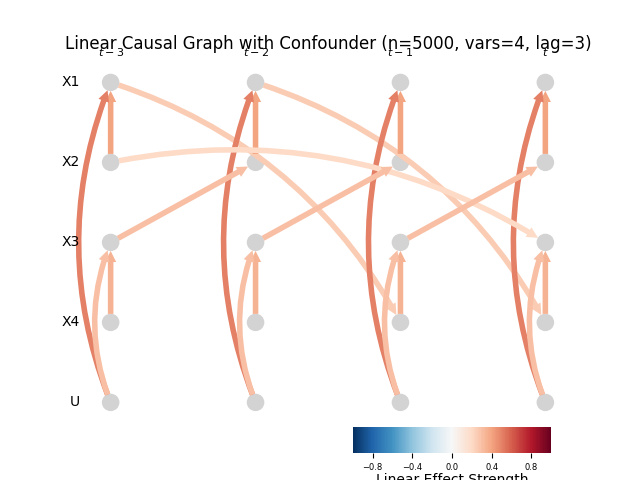 Linear Causal Graph with Confounder (n=5000, vars=4, lag=3)
t − 3 t − 2 t − 1 t
X1
X2
X3
X4
U
−0.8 −0.4 0.0 0.4 0.8
Linear Effect Strength